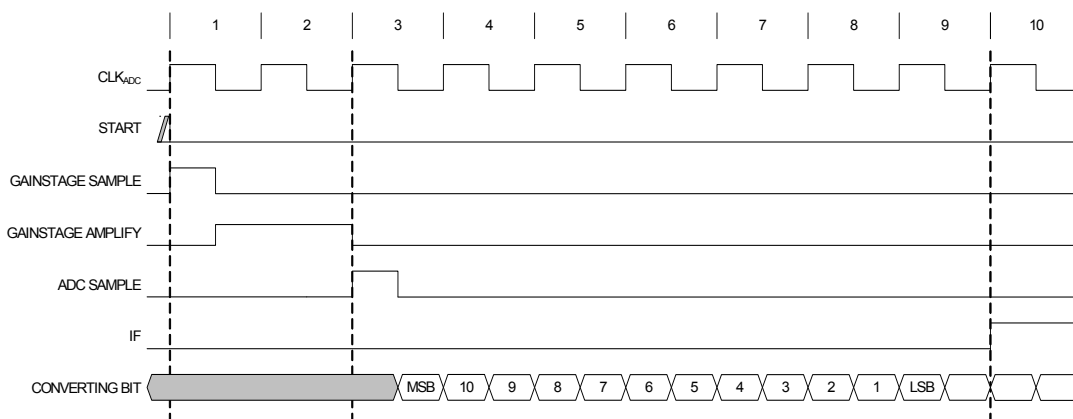 1 2 3 4 5 6 7 8 9 10
CLKADC
START
GAINSTAGE SAMPLE
GAINSTAGE AMPLIFY
ADC SAMPLE
IF
CONVERTING BIT MSB 10 9 8 7 6 5 4 3 2 1 LSB